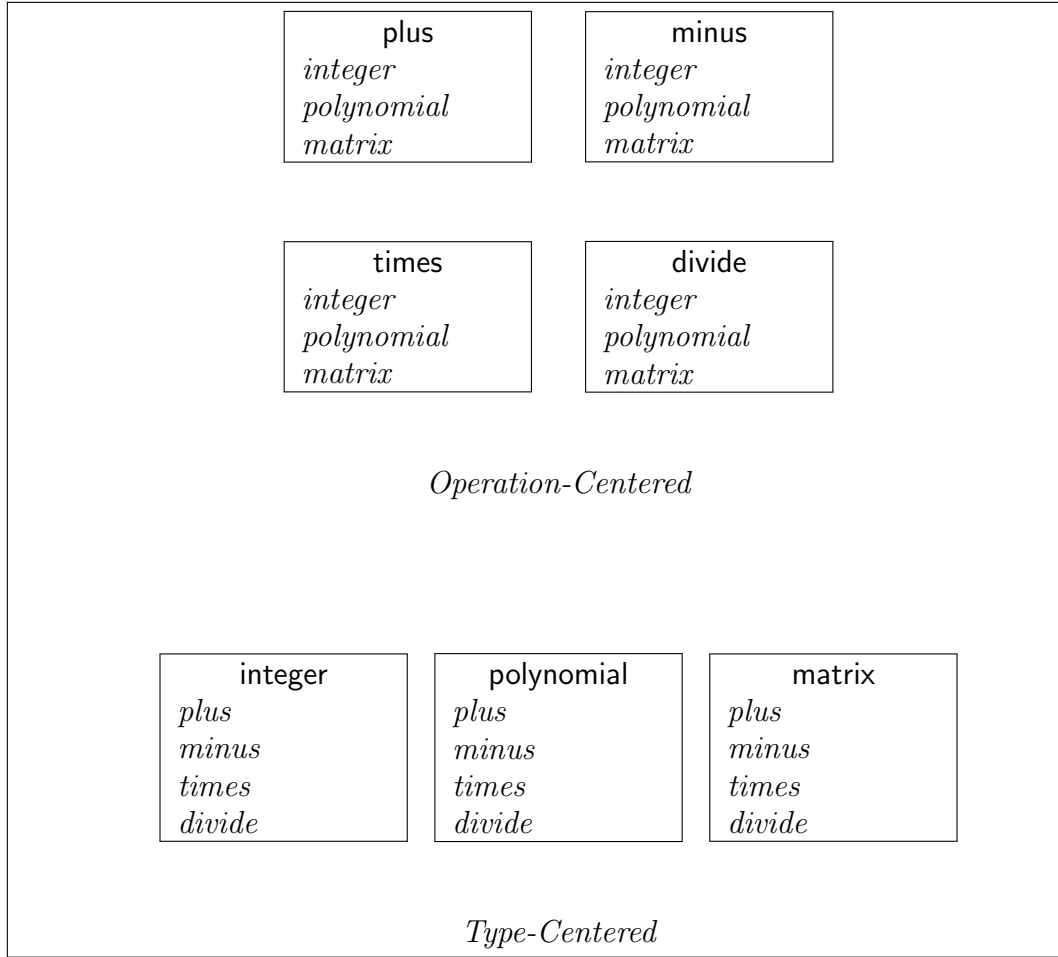 plus
integer
polynomial
matrix
minus
integer
polynomial
matrix
times
integer
polynomial
matrix
divide
integer
polynomial
matrix
Operation-Centered
integer
plus
minus
times
divide
polynomial
plus
minus
times
divide
matrix
plus
minus
times
divide
Type-Centered